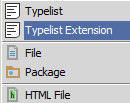 Typelist
Typelist Extension
File
Package
HTML File